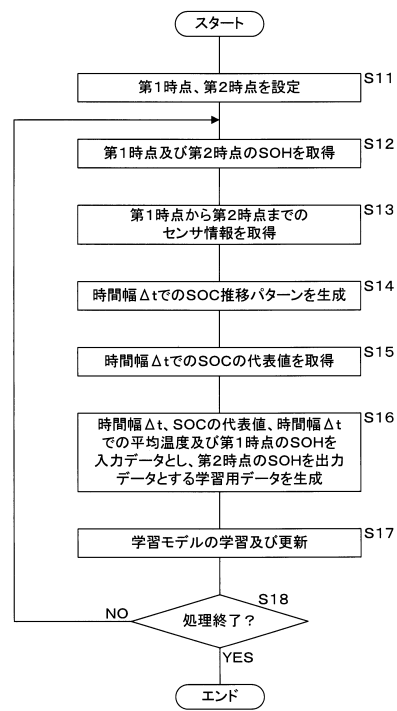 スタート
S11
第1時点、第2時点を設定
S12
第1時点及び第2時点のSOHを取得
S13
第1時点から第2時点までの
センサ情報を取得
S14
時間幅Δtでのsoc推移パターンを生成
S15
時間幅ΔtでのSOCの代表値を取得
S16
時間幅Δt、SOCの代表値、時間幅Δt
での平均温度及び第1時点のSOHを
入力データとし、第2時点のSOHを出力
データとする学習用データを生成
S17
学習モデルの学習及び更新
S18
NO
処理終了？
YES
エンド